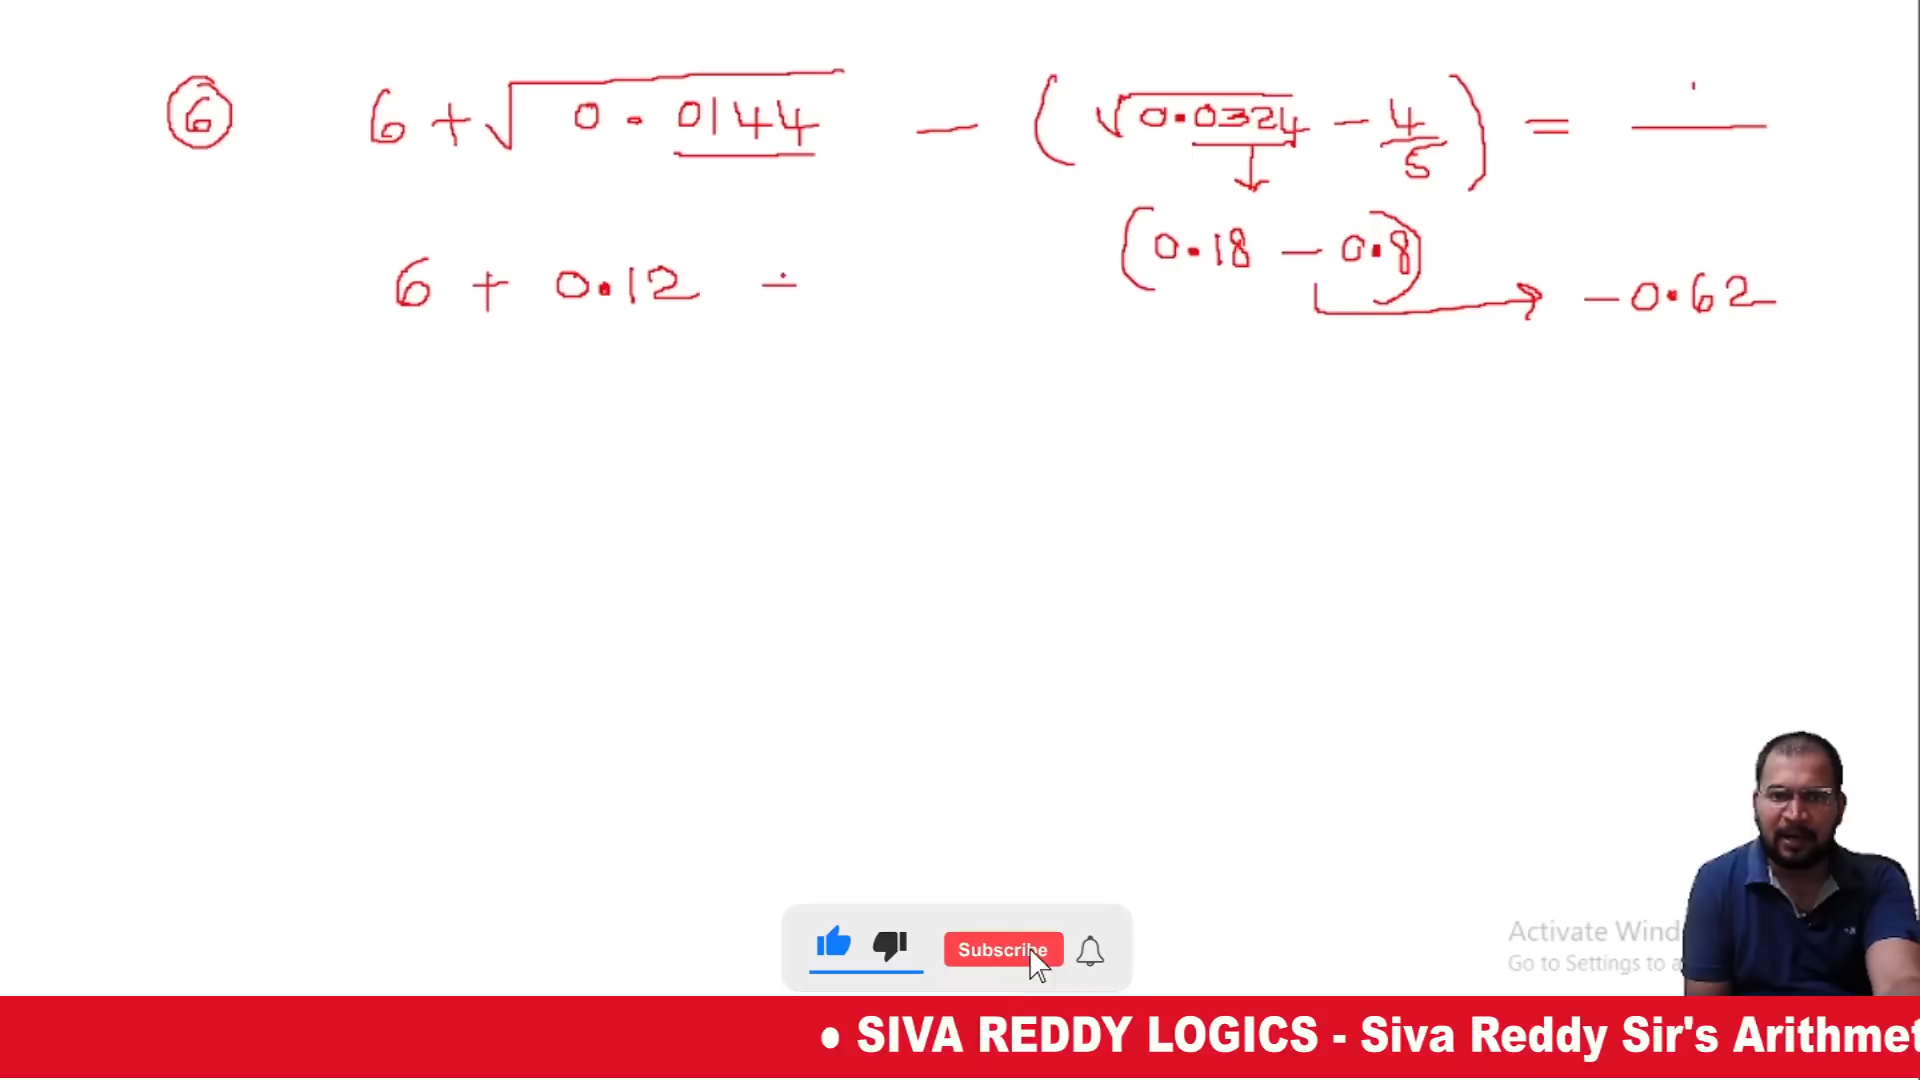 ⑥ 6 + √0.0144 - (√0.0324 - 4/5) = ___
(0.18 - 0.8)
6 + 0.12 -
→ -0.62
Subscribe
Activate Wind
Go to Settings to a
• SIVA REDDY LOGICS - Siva Reddy Sir's Arithmet